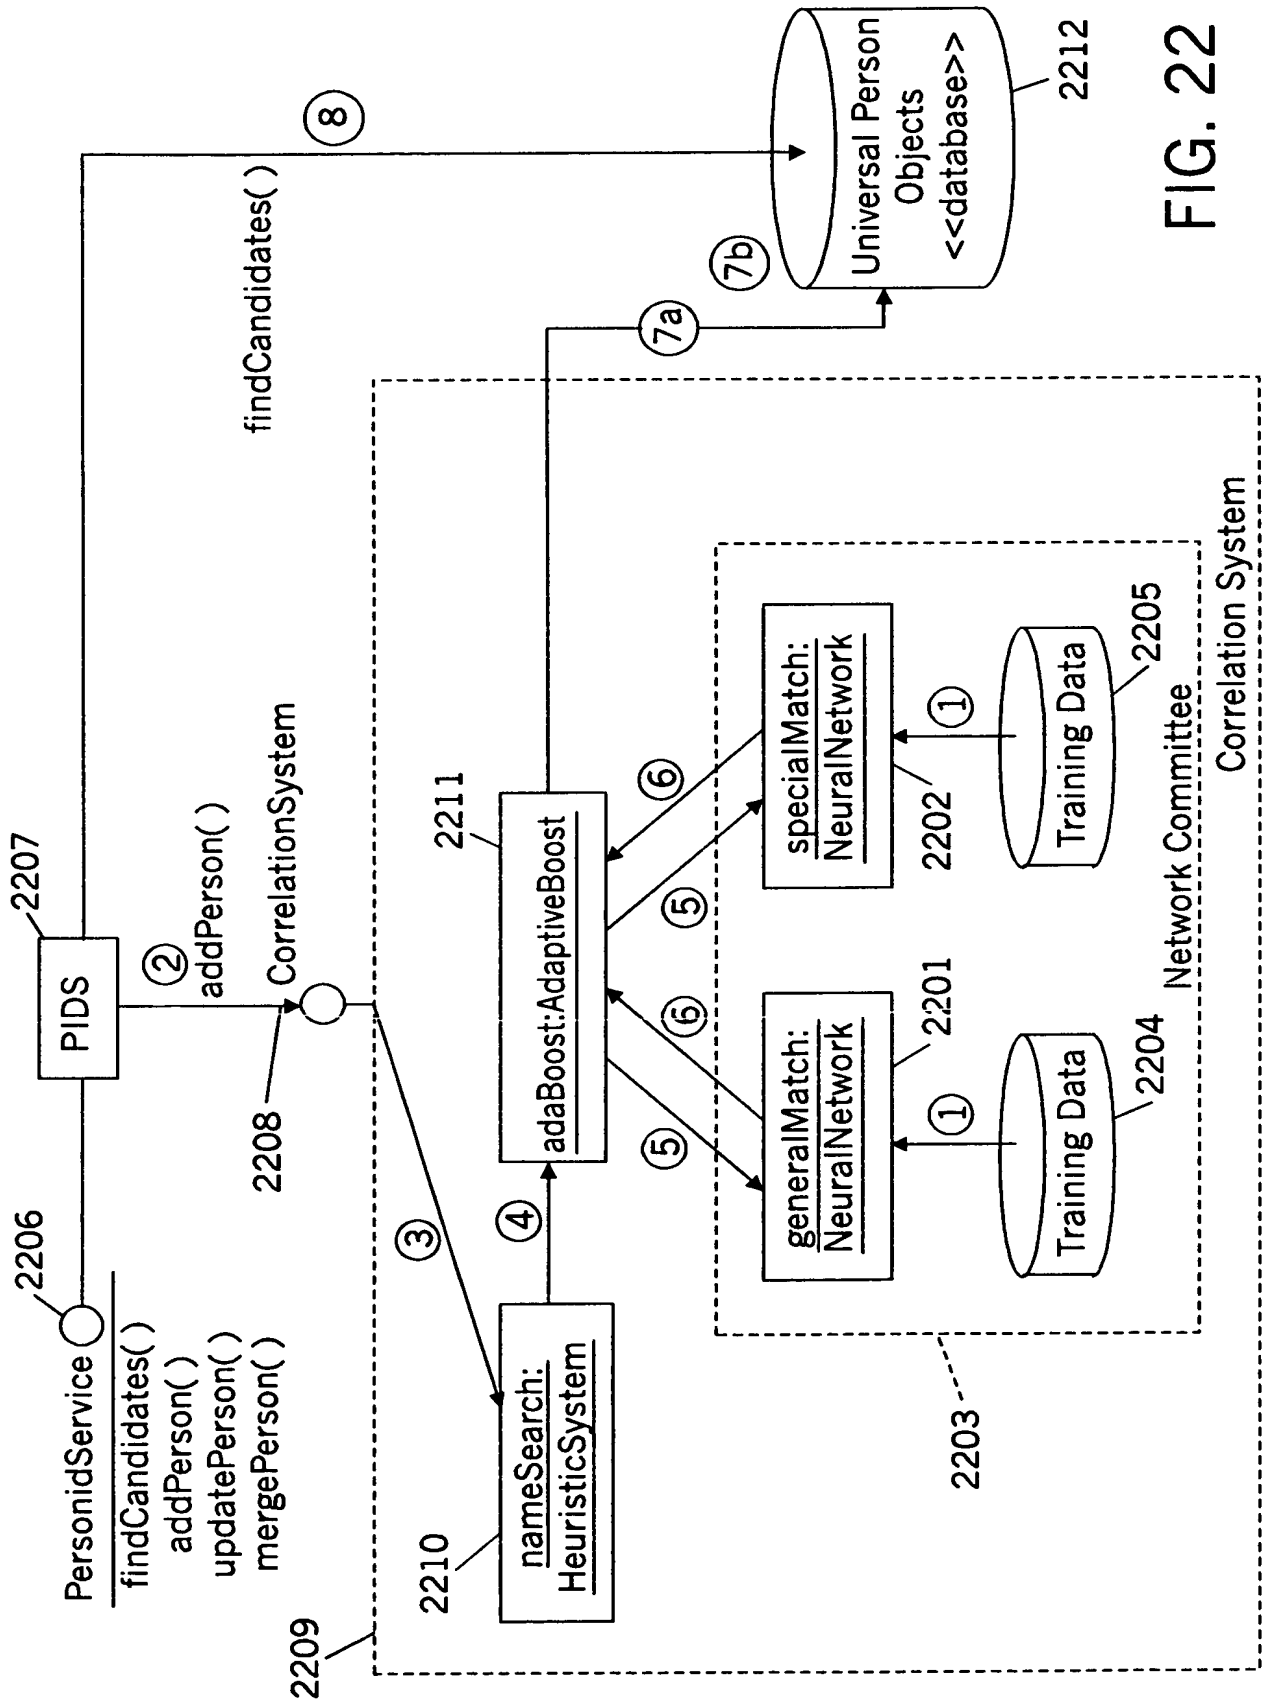 PersonidService
findCandidates( )
addPerson( )
updatePerson( )
mergePerson( )
2206
PIDS
2207
2
addPerson( )
2208
CorrelationSystem
findCandidates( )
8
2209
3
2210
nameSearch:
HeuristicSystem
4
2211
adaBoost:AdaptiveBoost
7a
7b
Universal Person
Objects
<<database>>
2212
5
6
5
6
2203
generalMatch:
NeuralNetwork
2201
specialMatch:
NeuralNetwork
2202
1
1
Training Data
2204
Training Data
2205
Network Committee
Correlation System
FIG. 22